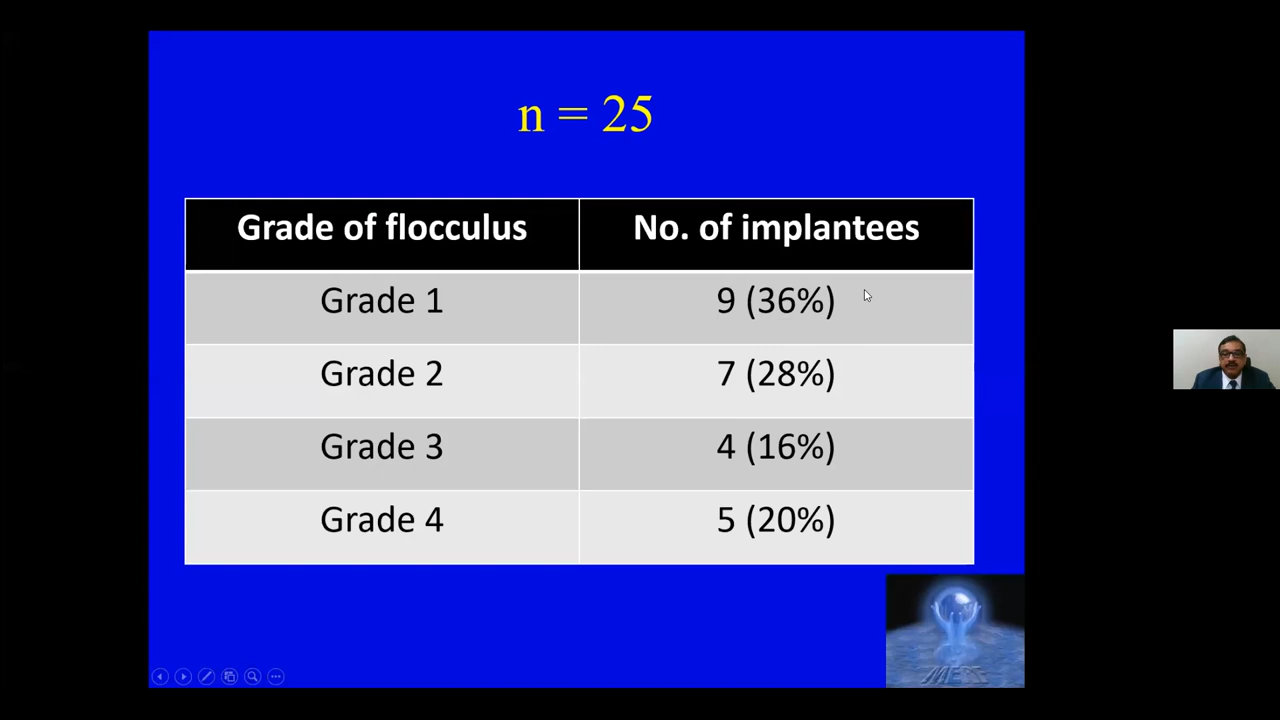 n = 25
Grade of flocculus No. of implantees
Grade 1 9 (36%)
Grade 2 7 (28%)
Grade 3 4 (16%)
Grade 4 5 (20%)
MERF